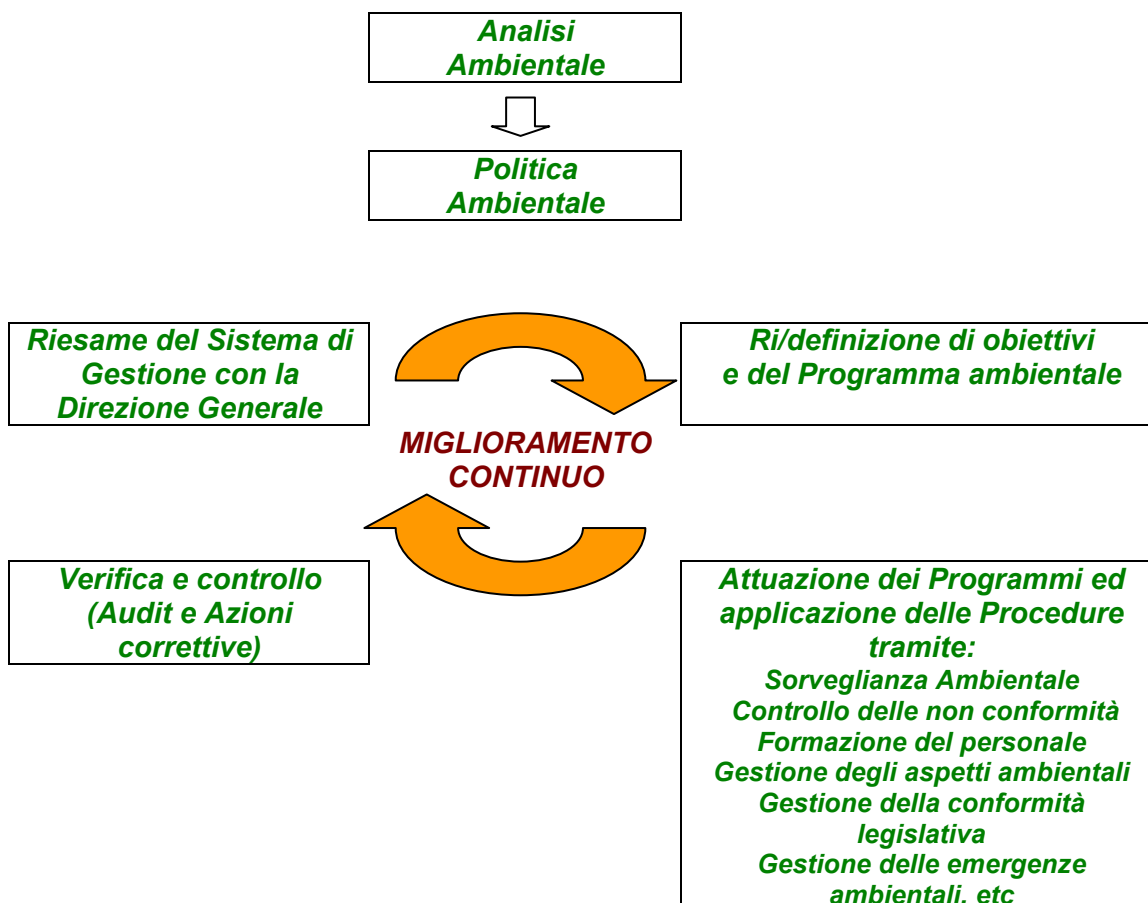 Analisi
Ambientale
Politica
Ambientale
Riesame del Sistema di
Gestione con la
Direzione Generale
Ri/definizione di obiettivi
e del Programma ambientale
MIGLIORAMENTO
CONTINUO
Verifica e controllo
(Audit e Azioni
correttive)
Attuazione dei Programmi ed
applicazione delle Procedure
tramite:
Sorveglianza Ambientale
Controllo delle non conformità
Formazione del personale
Gestione degli aspetti ambientali
Gestione della conformità
legislativa
Gestione delle emergenze
ambientali, etc